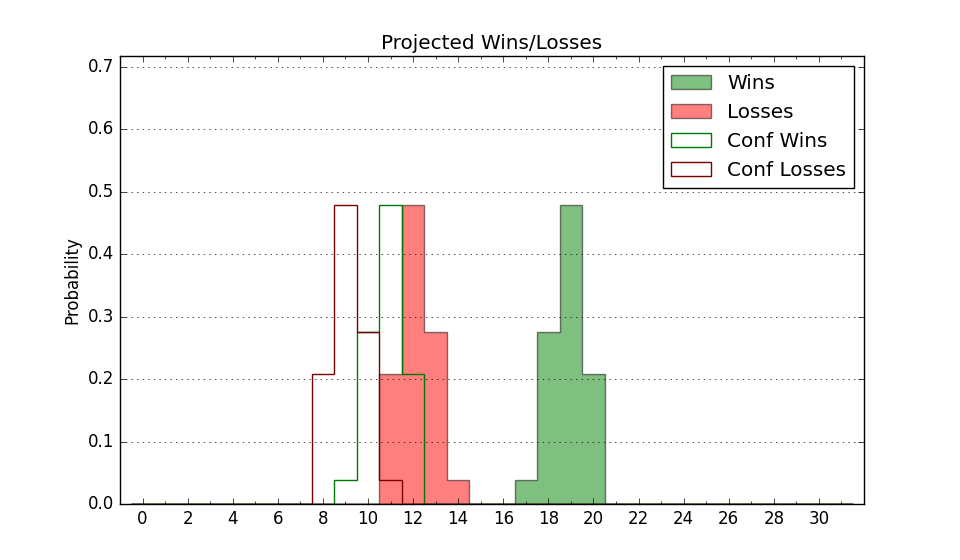 Projected Wins/Losses
0.7
0.6
0.5
0.4
0.3
0.2
0.1
0.0
Probability
Wins
Losses
Conf Wins
Conf Losses
0 2 4 6 8 10 12 14 16 18 20 22 24 26 28 30